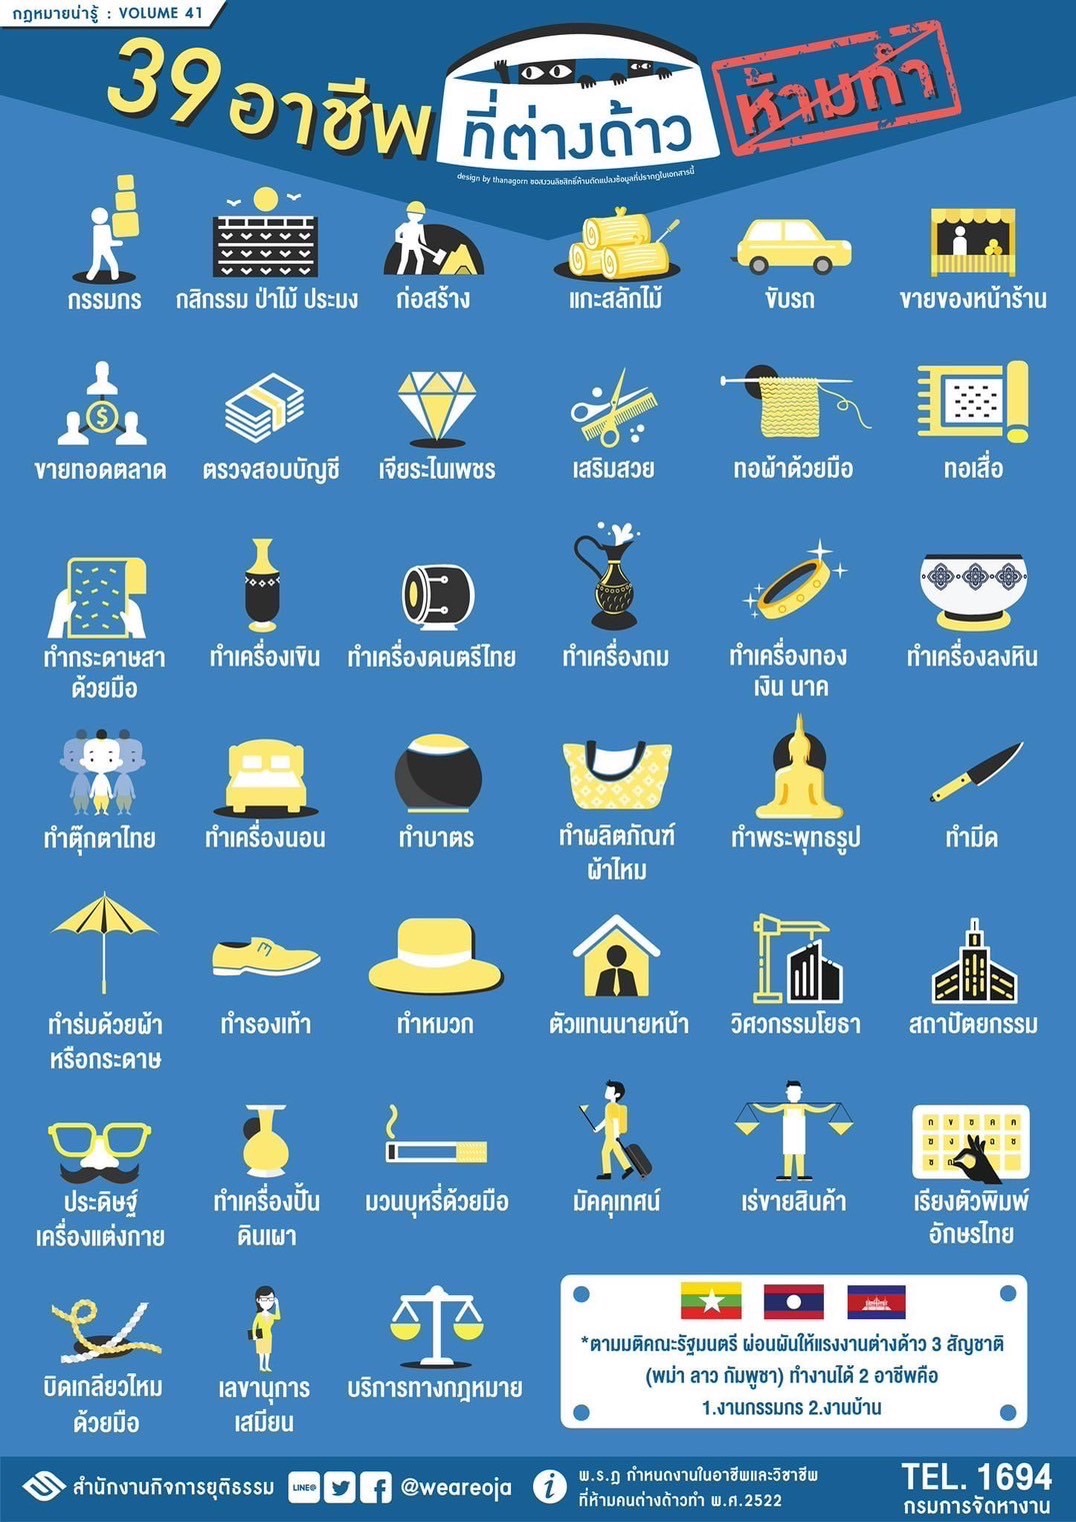 กฎหมายน่ารู้ : VOLUME 41
39 อาชีพ
ที่ต่างด้าว
ห้ามทำ
design by thanagorn ขอสงวนลิขสิทธิ์ห้ามดัดแปลงข้อมูลที่ปรากฏในเอกสารนี้
กรรมกร
กสิกรรม ป่าไม้ ประมง
ก่อสร้าง
แกะสลักไม้
ขับรถ
ขายของหน้าร้าน
ขายทอดตลาด
ตรวจสอบบัญชี
เจียระไนเพชร
เสริมสวย
ทอผ้าด้วยมือ
ทอเสื่อ
ทำกระดาษสา
ด้วยมือ
ทำเครื่องเขิน
ทำเครื่องดนตรีไทย
ทำเครื่องถม
ทำเครื่องทอง
เงิน นาค
ทำเครื่องลงหิน
ทำตุ๊กตาไทย
ทำเครื่องนอน
ทำบาตร
ทำผลิตภัณฑ์
ผ้าไหม
ทำพระพุทธรูป
ทำมีด
ทำร่มด้วยผ้า
หรือกระดาษ
ทำรองเท้า
ทำหมวก
ตัวแทนนายหน้า
วิศวกรรมโยธา
สถาปัตยกรรม
ประดิษฐ์
เครื่องแต่งกาย
ทำเครื่องปั้น
ดินเผา
มวนบุหรี่ด้วยมือ
มัคคุเทศน์
เร่ขายสินค้า
เรียงตัวพิมพ์
อักษรไทย
บิดเกลียวไหม
ด้วยมือ
เลขานุการ
เสมียน
บริการทางกฎหมาย
*ตามมติคณะรัฐมนตรี ผ่อนผันให้แรงงานต่างด้าว 3 สัญชาติ
(พม่า ลาว กัมพูชา) ทำงานได้ 2 อาชีพคือ
1.งานกรรมกร 2.งานบ้าน
สำนักงานกิจการยุติธรรม
LINE@
@weareoja
พ.ร.ฎ กำหนดงานในอาชีพและวิชาชีพ
ที่ห้ามคนต่างด้าวทำ พ.ศ.2522
TEL. 1694
กรมการจัดหางาน